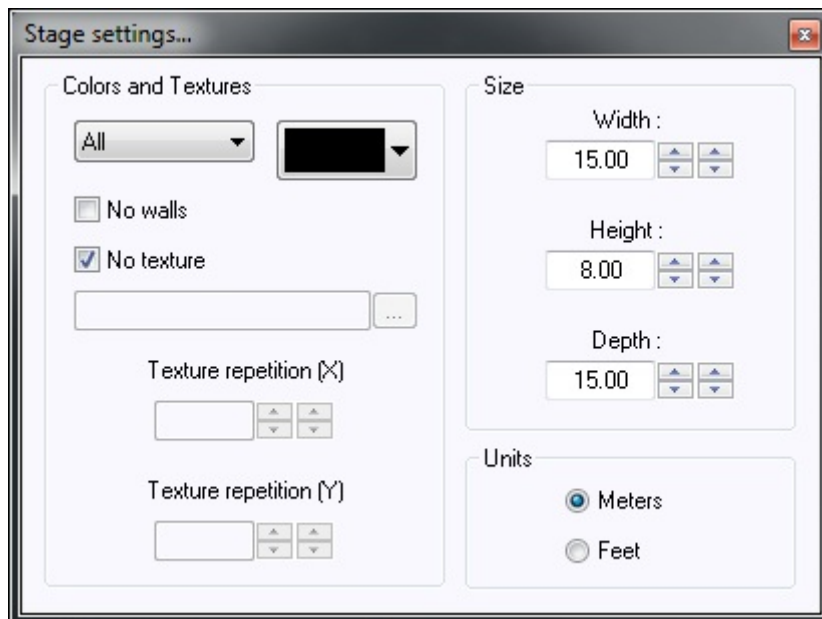 Stage settings...
Colors and Textures
All
No walls
No texture
...
Texture repetition (X)
Texture repetition (Y)
Size
Width :
15.00
Height :
8.00
Depth :
15.00
Units
Meters
Feet